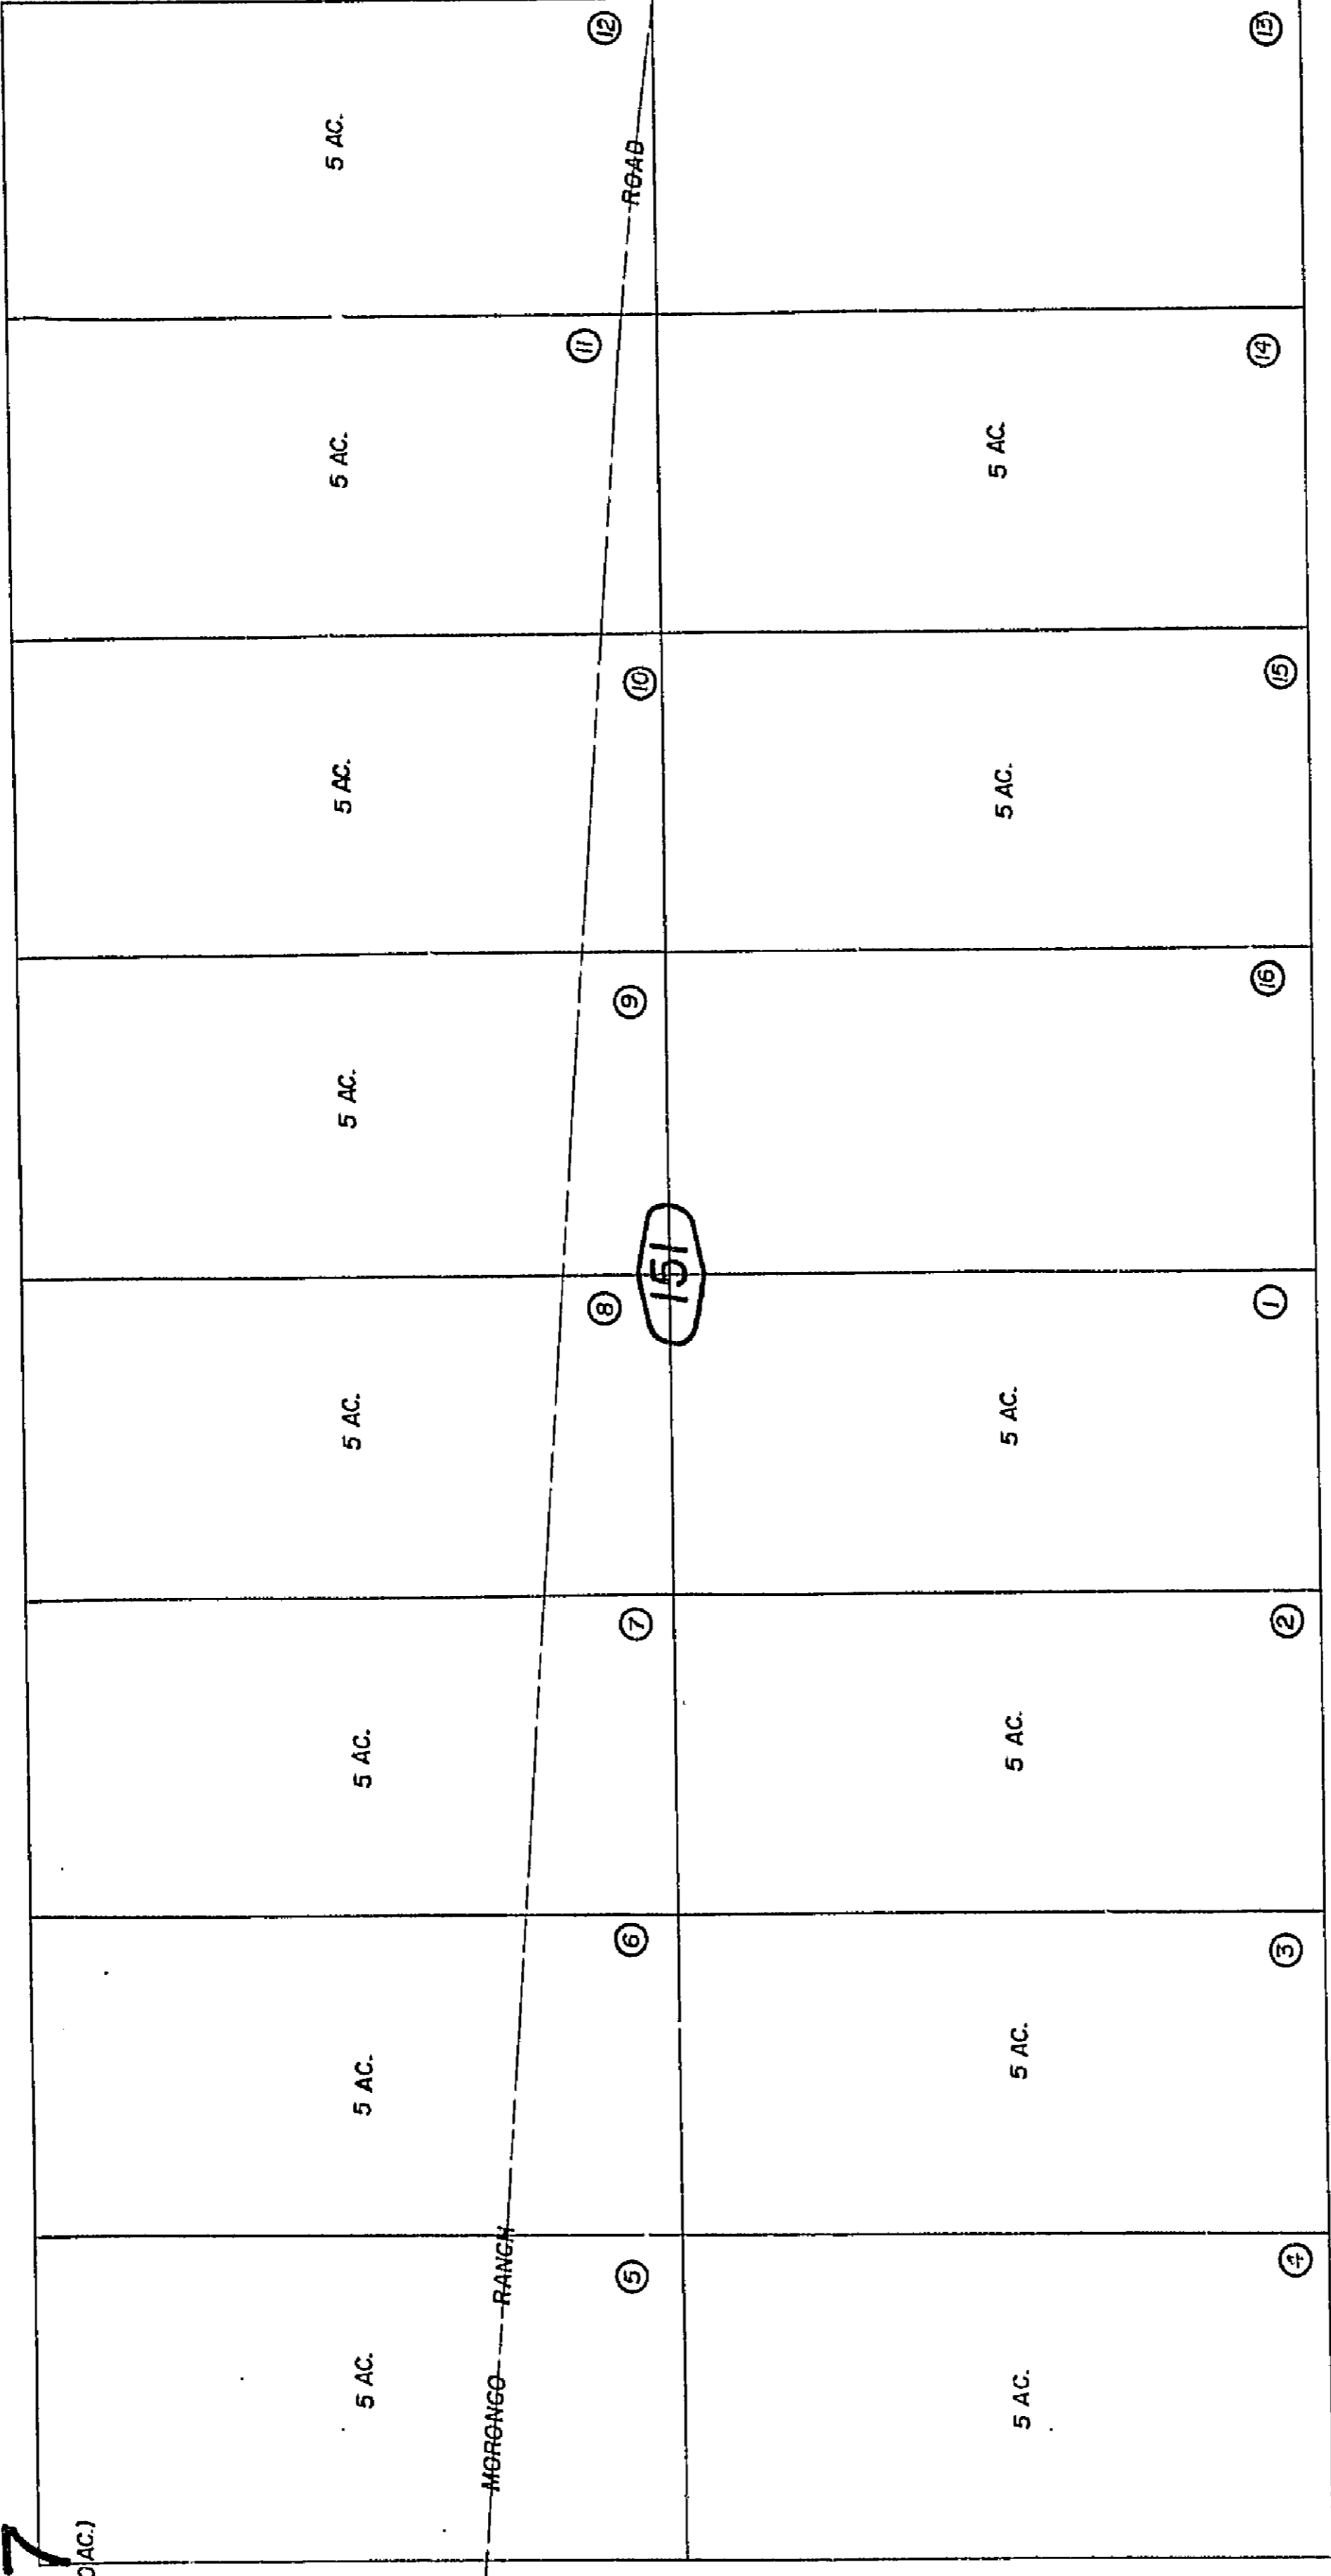 7
0 AC.)
5 AC. 5 AC. 5 AC. 5 AC. 5 AC. 5 AC. 5 AC. 5 AC.
MORONGO RANCH ROAD
5 6 7 8 9 10 11 12
151
5 AC. 5 AC. 5 AC. 5 AC. 5 AC. 5 AC.
4 3 2 1 16 15 14 13